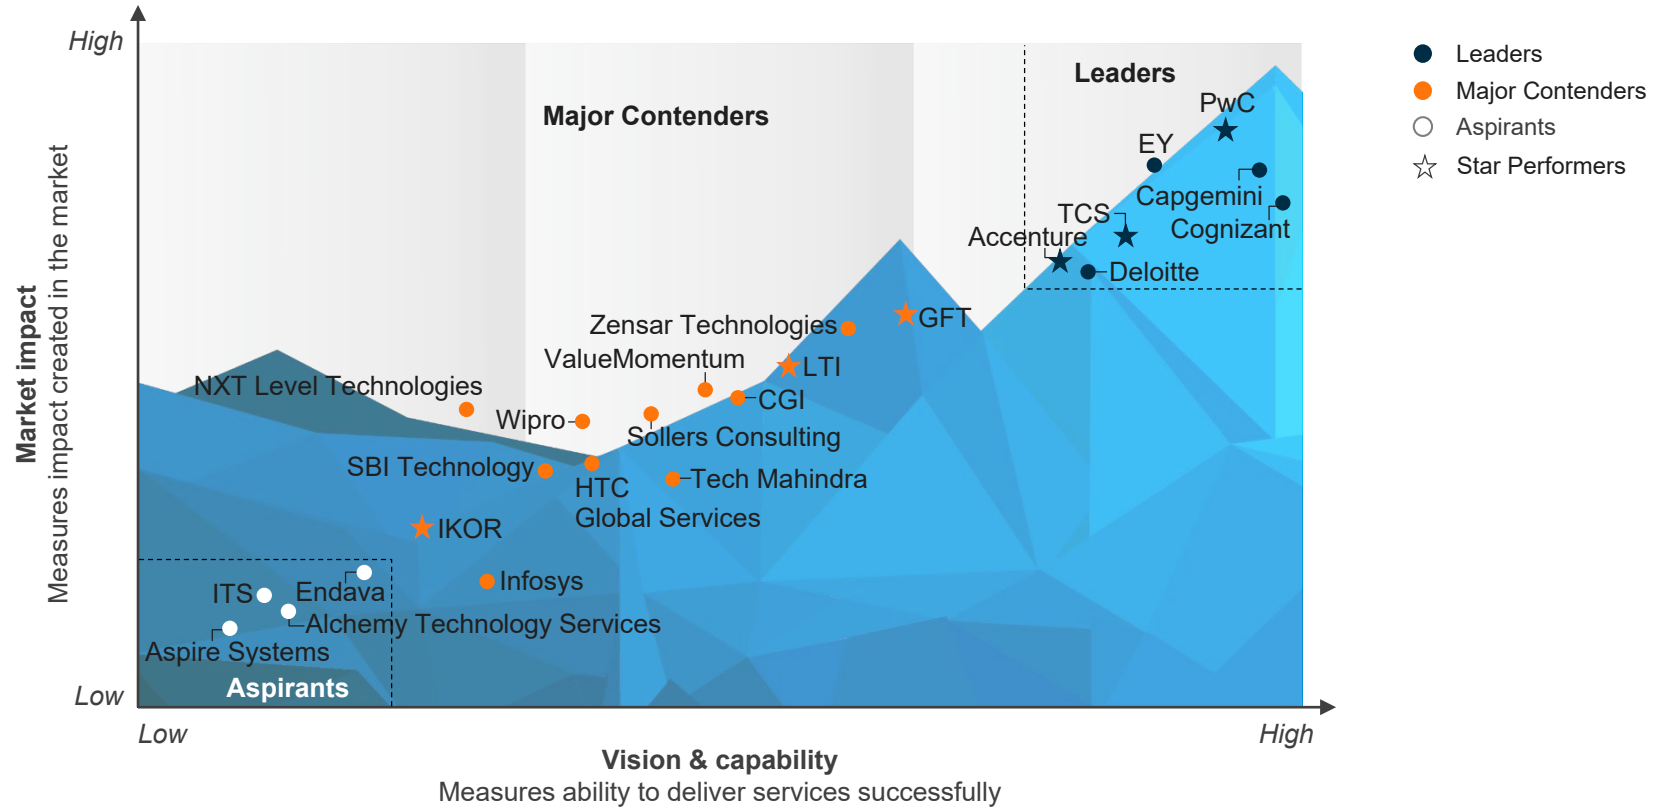 High
Leaders
Leaders
Major Contenders
Major Contenders
PwC
Aspirants
EY
Star Performers
Capgemini
TCS
Cognizant
Accenture
Deloitte
Zensar Technologies
GFT
ValueMomentum
LTI
NXT Level Technologies
CGI
Wipro
Sollers Consulting
SBI Technology
HTC
Global Services
Tech Mahindra
IKOR
Infosys
ITS
Endava
Alchemy Technology Services
Aspire Systems
Aspirants
Market impact
Measures impact created in the market
Low
Low
High
Vision & capability
Measures ability to deliver services successfully